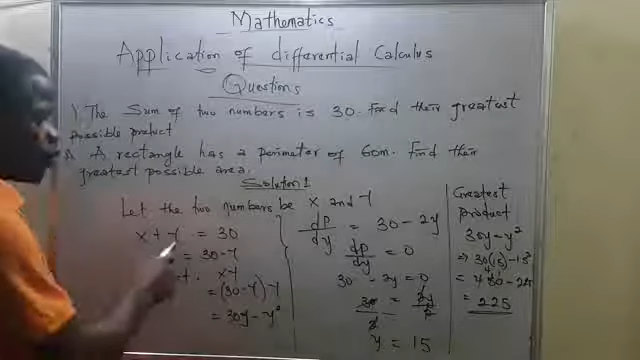 Mathematics
Application of differential Calculus
Questions
1. The Sum of two numbers is 30. Find their greatest
possible product
2. A rectangle has a perimeter of 60m. Find their
greatest possible area.
Solution 1
Let the two numbers be x and y
x + y = 30
= 30 - y
xy
= (30 - y) y
= 30y - y²
dp/dy = 30 - 2y
dp/dy = 0
30 - 2y = 0
30/2 = 2y/2
y = 15
Greatest
product
30y - y²
⇒ 30(15) - 15²
= 450 - 225
= 225